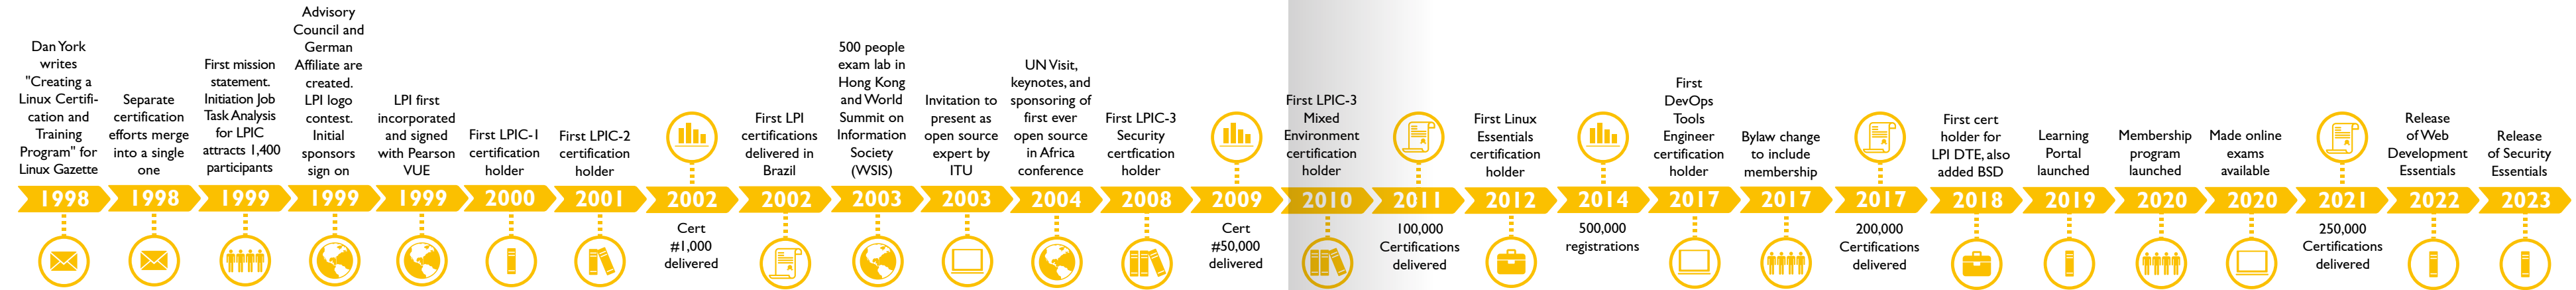 Dan York
writes
"Creating a
Linux Certifi-
cation and
Training
Program" for
Linux Gazette
1998
Separate
certification
efforts merge
into a single
one
1998
First mission
statement.
Initiation Job
Task Analysis
for LPIC
attracts 1,400
participants
1999
Advisory
Council and
German
Affiliate are
created.
LPI logo
contest.
Initial
sponsors
sign on
1999
LPI first
incorporated
and signed
with Pearson
VUE
1999
First LPIC-1
certification
holder
2000
First LPIC-2
certification
holder
2001
2002
Cert
#1,000
delivered
First LPI
certifications
delivered in
Brazil
2002
500 people
exam lab in
Hong Kong
and World
Summit on
Information
Society
(WSIS)
2003
Invitation to
present as
open source
expert by
ITU
2003
UN Visit,
keynotes, and
sponsoring of
first ever
open source
in Africa
conference
2004
First LPIC-3
Security
certfication
holder
2008
2009
Cert
#50,000
delivered
First LPIC-3
Mixed
Environment
certification
holder
2010
2011
100,000
Certifications
delivered
First Linux
Essentials
certification
holder
2012
2014
500,000
registrations
First
DevOps
Tools
Engineer
certification
holder
2017
Bylaw change
to include
membership
2017
2017
200,000
Certifications
delivered
First cert
holder for
LPI DTE, also
added BSD
2018
Learning
Portal
launched
2019
Membership
program
launched
2020
Made online
exams
available
2020
2021
250,000
Certifications
delivered
Release
of Web
Development
Essentials
2022
Release
of Security
Essentials
2023